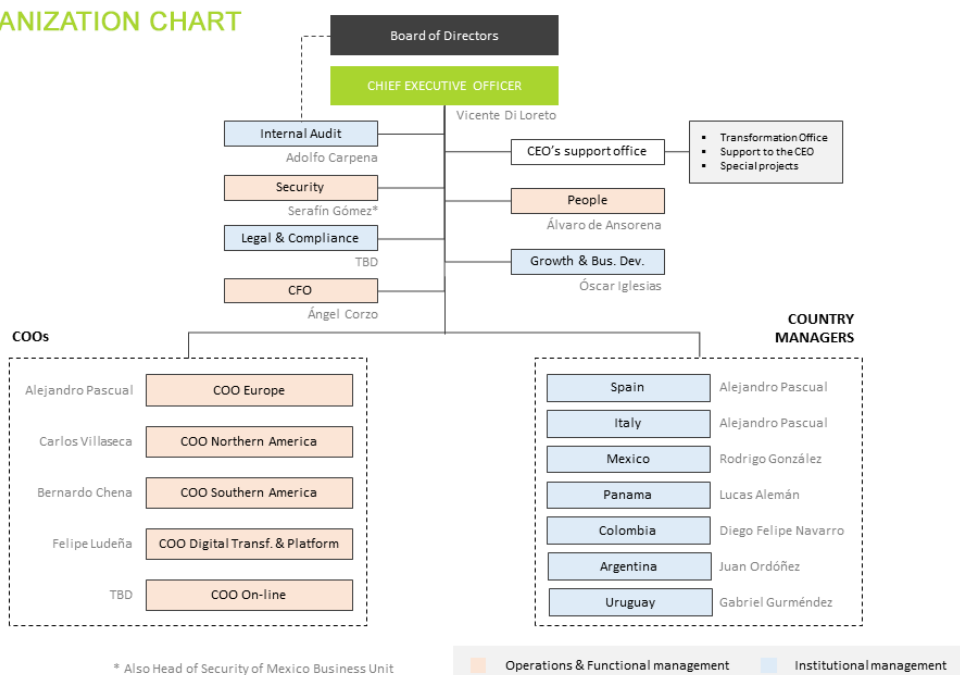 ANIZATION CHART
Board of Directors
CHIEF EXECUTIVE OFFICER
Vicente Di Loreto
Internal Audit
Adolfo Carpena
CEO's support office
▪ Transformation Office
▪ Support to the CEO
▪ Special projects
Security
Serafín Gómez*
People
Álvaro de Ansorena
Legal & Compliance
TBD
Growth & Bus. Dev.
Óscar Iglesias
CFO
Ángel Corzo
COOs
Alejandro Pascual COO Europe
Carlos Villaseca COO Northern America
Bernardo Chena COO Southern America
Felipe Ludeña COO Digital Transf. & Platform
TBD COO On-line
COUNTRY
MANAGERS
Spain Alejandro Pascual
Italy Alejandro Pascual
Mexico Rodrigo González
Panama Lucas Alemán
Colombia Diego Felipe Navarro
Argentina Juan Ordóñez
Uruguay Gabriel Gurméndez
* Also Head of Security of Mexico Business Unit
Operations & Functional management
Institutional management